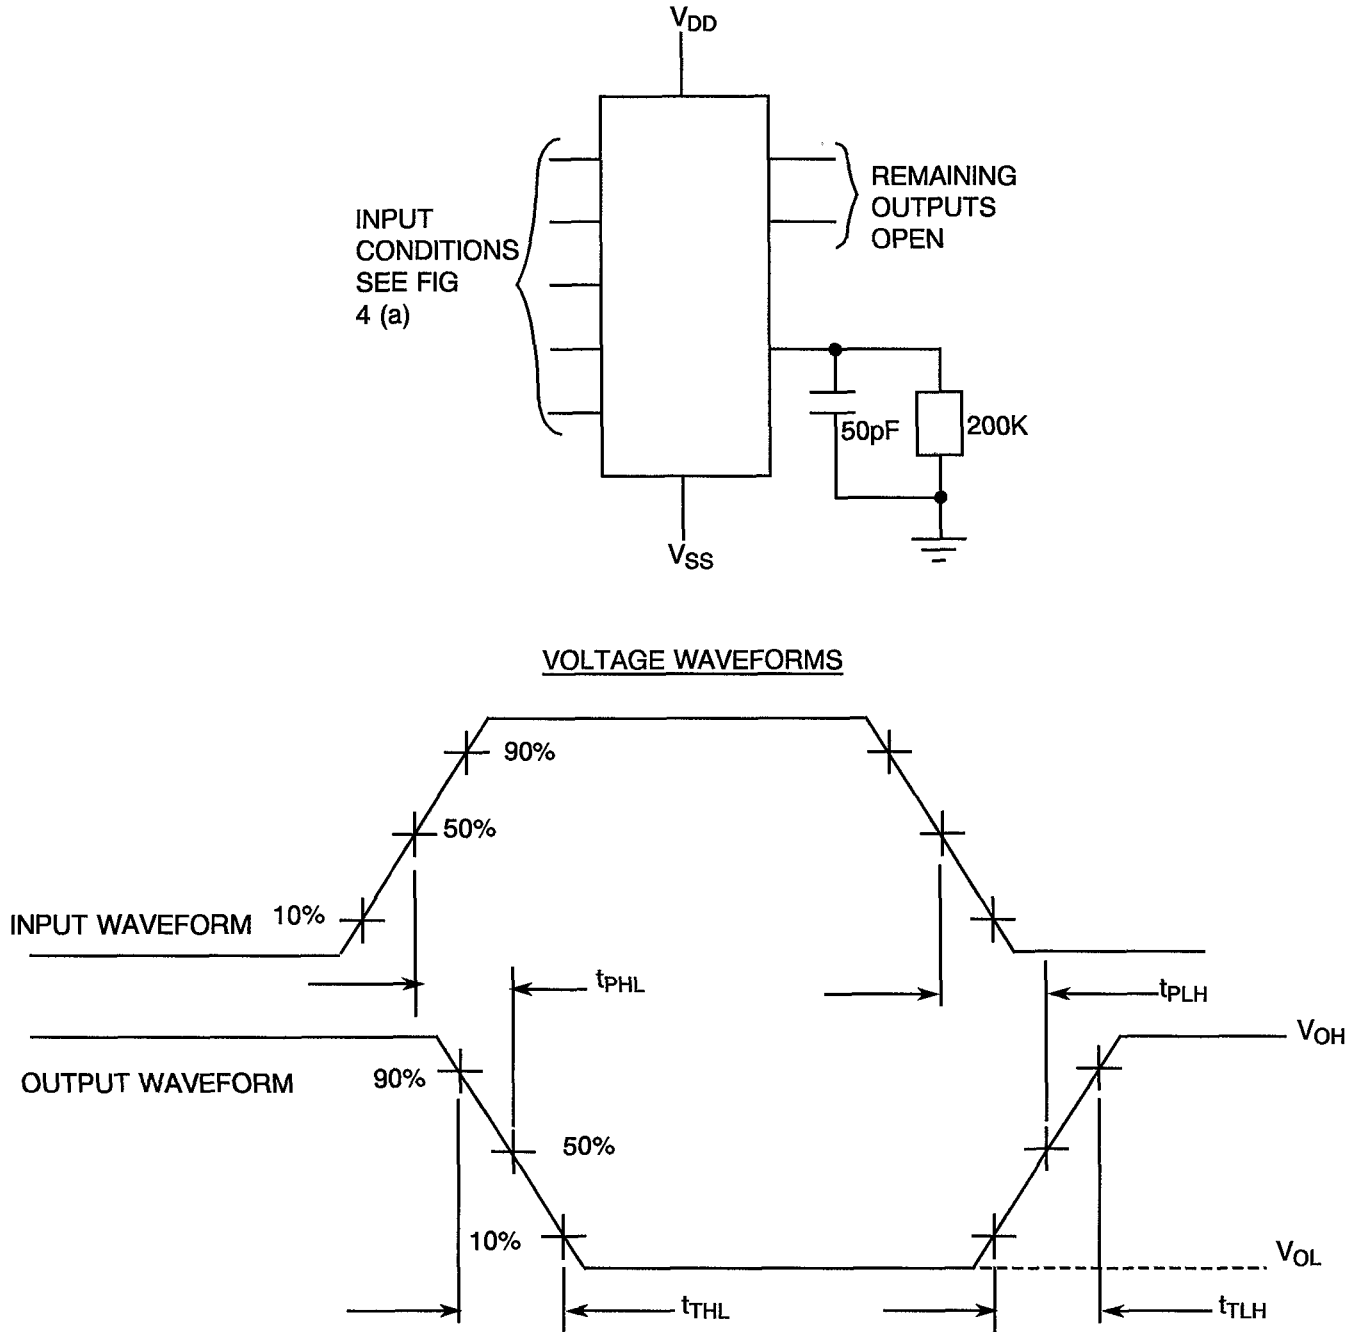 VDD
INPUT
CONDITIONS
SEE FIG
4 (a)
REMAINING
OUTPUTS
OPEN
50pF
200K
VSS
VOLTAGE WAVEFORMS
90%
50%
INPUT WAVEFORM
10%
tPHL
tPLH
VOH
OUTPUT WAVEFORM
90%
50%
10%
VOL
tTHL
tTLH